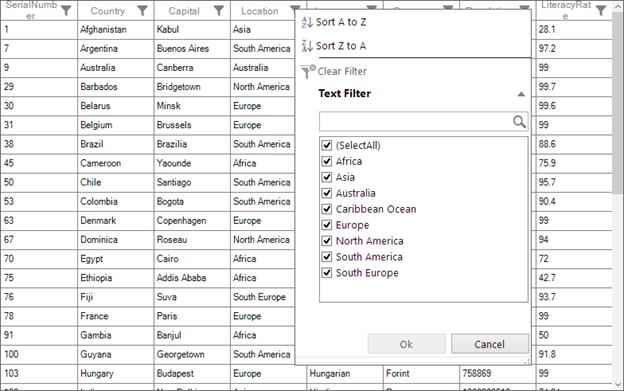 SerialNumb
er
Country
Capital
Location
LiteracyRat
e
1 Afghanistan Kabul Asia 28.1
7 Argentina Buenos Aires South America 97.2
9 Australia Canberra Australia 99
29 Barbados Bridgetown North America 99.7
30 Belarus Minsk Europe 99.6
31 Belgium Brussels Europe 99
38 Brazil Brazilia South America 88.6
45 Cameroon Yaounde Africa 75.9
50 Chile Santiago South America 95.7
53 Colombia Bogota South America 90.4
63 Denmark Copenhagen Europe 99
67 Dominica Roseau North America 94
70 Egypt Cairo Africa 72
75 Ethiopia Addis Ababa Africa 42.7
76 Fiji Suva South Europe 93.7
78 France Paris Europe 99
91 Gambia Banjul Africa 50
100 Guyana Georgetown South America 91.8
103 Hungary Budapest Europe Hungarian Forint 758869 99
Sort A to Z
Sort Z to A
Clear Filter
Text Filter
(SelectAll)
Africa
Asia
Australia
Caribbean Ocean
Europe
North America
South America
South Europe
Ok
Cancel